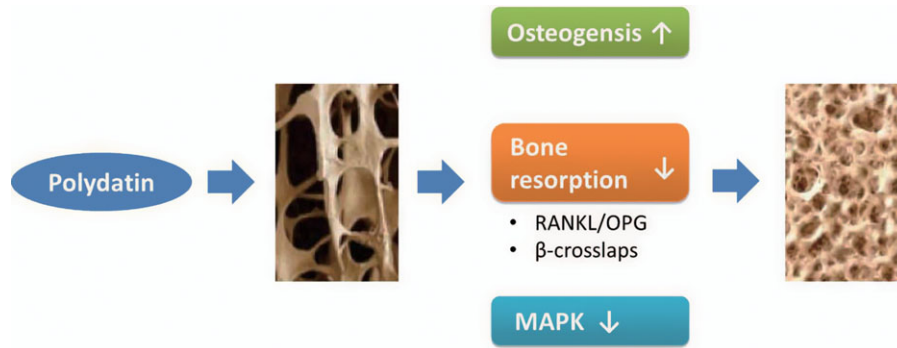 Osteogensis ↑
Polydatin
Bone
resorption ↓
• RANKL/OPG
• β-crosslaps
MAPK ↓